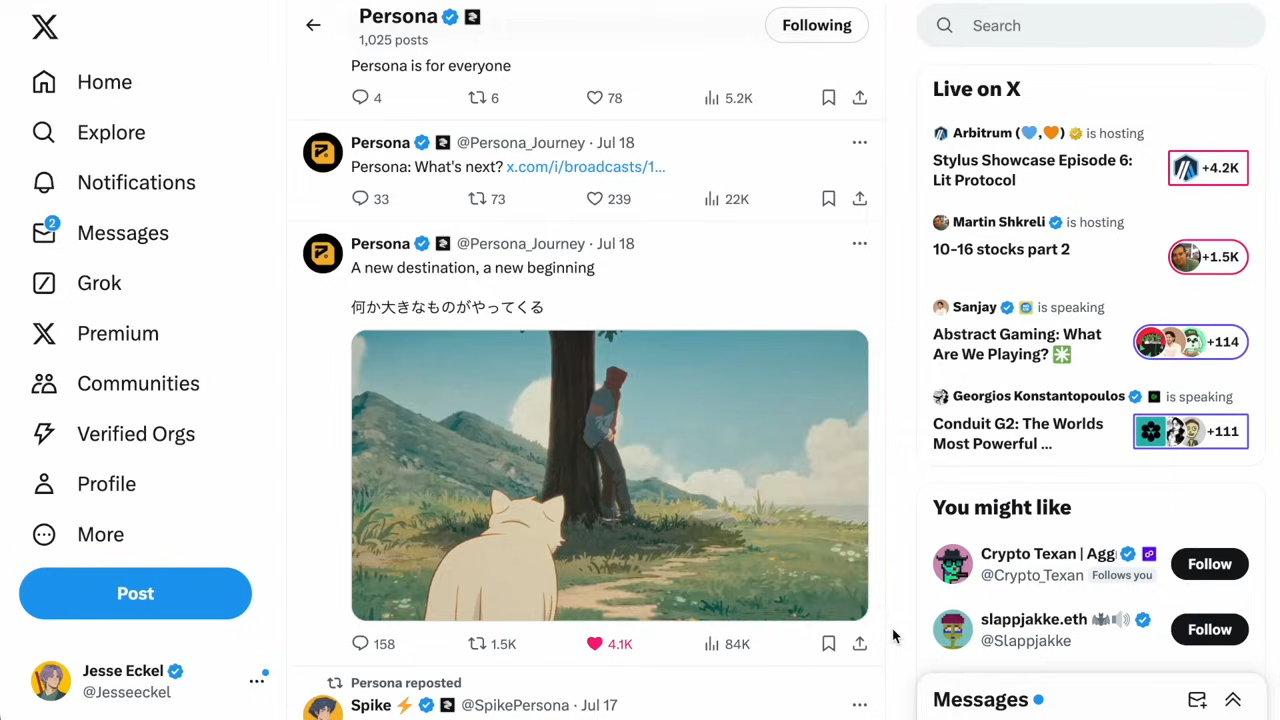 Home
Explore
Notifications
2
Messages
Grok
Premium
Communities
Verified Orgs
Profile
More
Post
Jesse Eckel
@Jesseeckel
Persona
1,025 posts
Following
Persona is for everyone
4 6 78 5.2K
Persona @Persona_Journey · Jul 18
Persona: What's next? x.com/i/broadcasts/1...
33 73 239 22K
Persona @Persona_Journey · Jul 18
A new destination, a new beginning
何か大きなものがやってくる
158 1.5K 4.1K 84K
Persona reposted
Spike ⚡ @SpikePersona · Jul 17
Search
Live on X
Arbitrum (💙,🧡) is hosting
Stylus Showcase Episode 6:
Lit Protocol
+4.2K
Martin Shkreli is hosting
10-16 stocks part 2
+1.5K
Sanjay is speaking
Abstract Gaming: What
Are We Playing? ✳️
+114
Georgios Konstantopoulos is speaking
Conduit G2: The Worlds
Most Powerful ...
+111
You might like
Crypto Texan | Agg
@Crypto_Texan Follows you
Follow
slappjakke.eth 🦇🔊
@Slappjakke
Follow
Messages